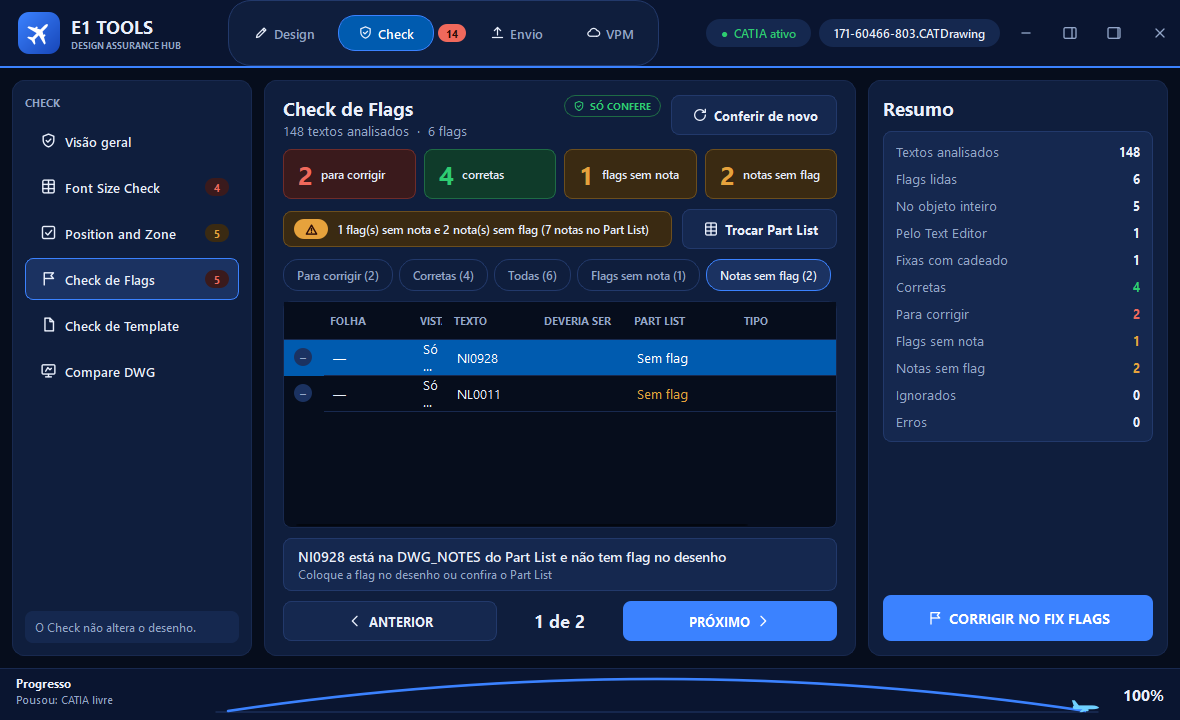 E1 TOOLS
DESIGN ASSURANCE HUB
Design
Check
14
Envio
VPM
CATIA ativo
171-60466-803.CATDrawing
CHECK
Visão geral
Font Size Check
4
Position and Zone
5
Check de Flags
5
Check de Template
Compare DWG
O Check não altera o desenho.
Check de Flags
148 textos analisados · 6 flags
SÓ CONFERE
Conferir de novo
2 para corrigir
4 corretas
1 flags sem nota
2 notas sem flag
1 flag(s) sem nota e 2 nota(s) sem flag (7 notas no Part List)
Trocar Part List
Para corrigir (2)
Corretas (4)
Todas (6)
Flags sem nota (1)
Notas sem flag (2)
FOLHA VIST. TEXTO DEVERIA SER PART LIST TIPO
— Só ... NI0928 Sem flag
— Só ... NL0011 Sem flag
NI0928 está na DWG_NOTES do Part List e não tem flag no desenho
Coloque a flag no desenho ou confira o Part List
ANTERIOR
1 de 2
PRÓXIMO
Resumo
Textos analisados 148
Flags lidas 6
No objeto inteiro 5
Pelo Text Editor 1
Fixas com cadeado 1
Corretas 4
Para corrigir 2
Flags sem nota 1
Notas sem flag 2
Ignorados 0
Erros 0
CORRIGIR NO FIX FLAGS
Progresso
Pousou: CATIA livre
100%